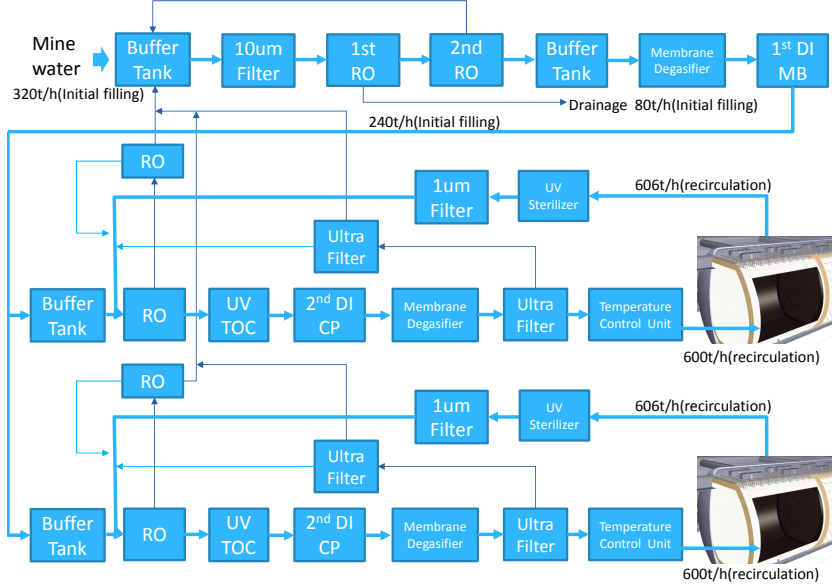 Mine
water
320t/h(Initial filling)
Buffer
Tank
10um
Filter
1st
RO
2nd
RO
Buffer
Tank
Membrane
Degasifier
1st DI
MB
Drainage 80t/h(Initial filling)
240t/h(Initial filling)
RO
1um
Filter
UV
Sterilizer
606t/h(recirculation)
Ultra
Filter
Buffer
Tank
RO
UV
TOC
2nd DI
CP
Membrane
Degasifier
Ultra
Filter
Temperature
Control Unit
600t/h(recirculation)
RO
1um
Filter
UV
Sterilizer
606t/h(recirculation)
Ultra
Filter
Buffer
Tank
RO
UV
TOC
2nd DI
CP
Membrane
Degasifier
Ultra
Filter
Temperature
Control Unit
600t/h(recirculation)